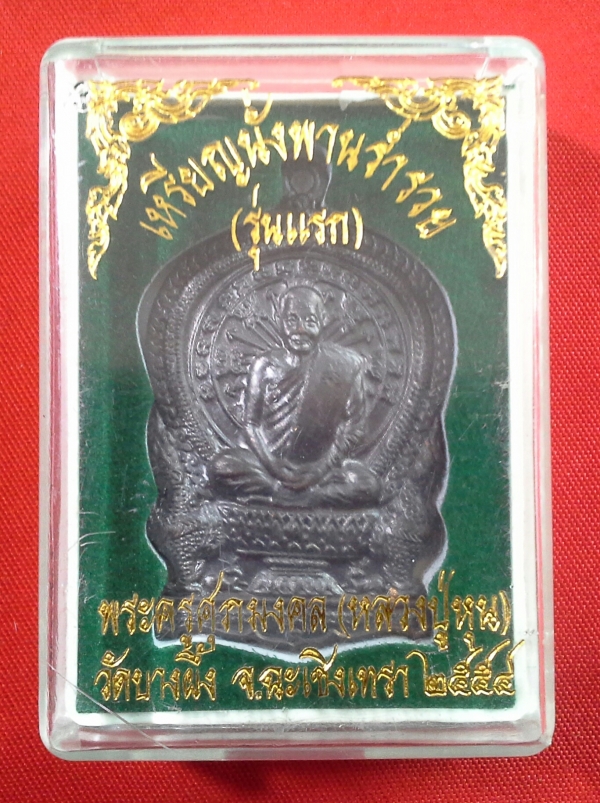 เหรียญนั่งพานร่ำรวย
(รุ่นแรก)
พระครูศุภมงคล (หลวงปู่หุน)
วัดบางผึ้ง จ.ฉะเชิงเทรา ๒๕๕๔